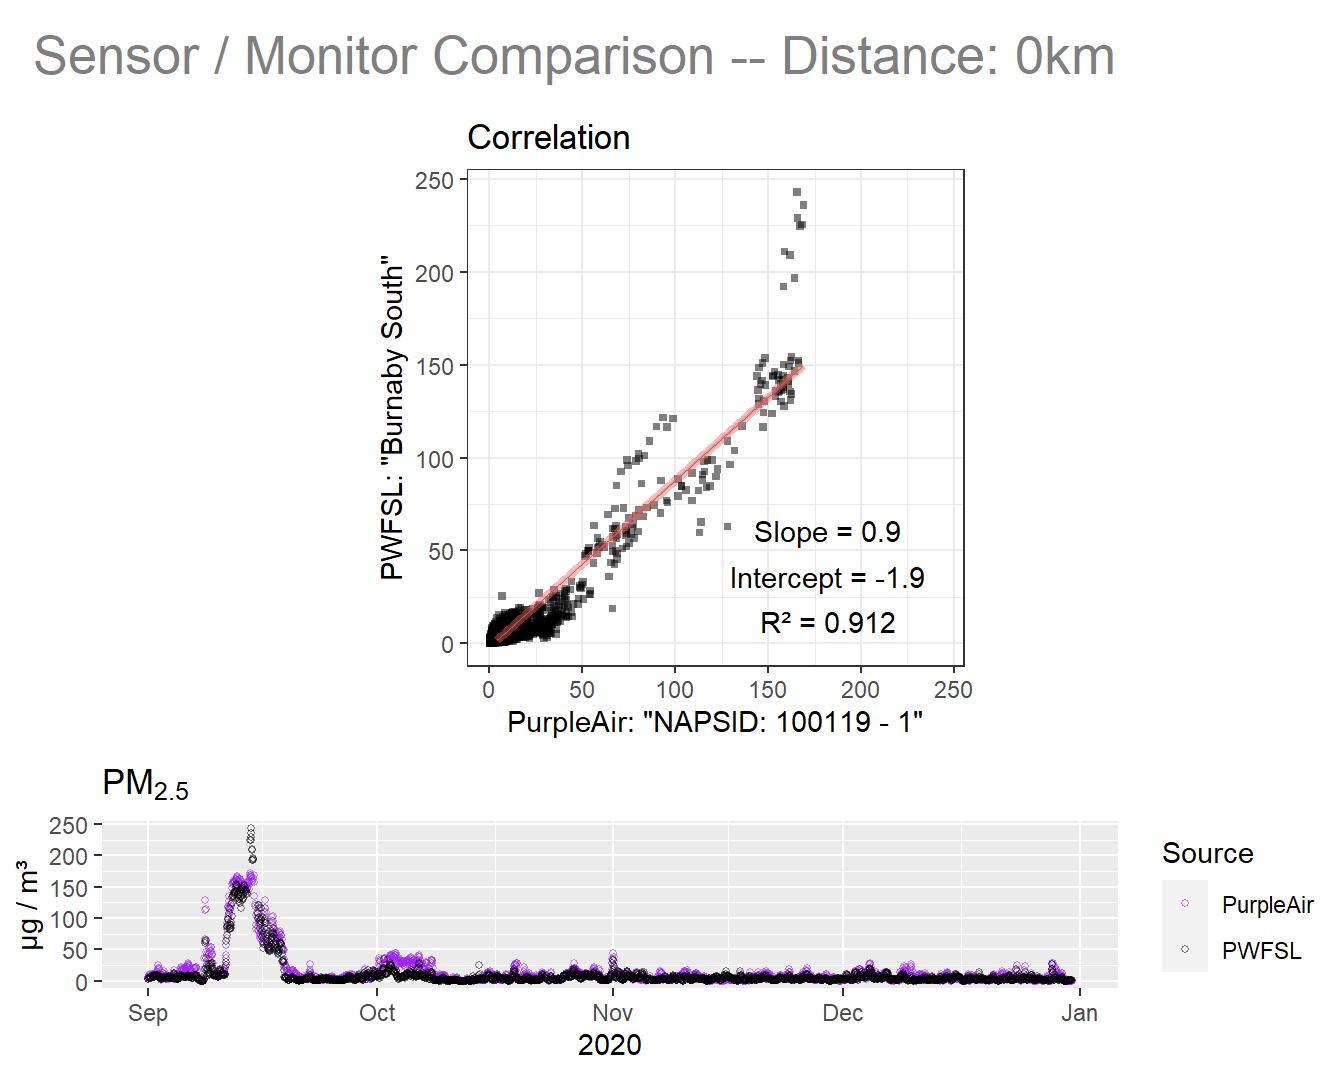 Sensor / Monitor Comparison -- Distance: 0km
Correlation
PWFSL: "Burnaby South"
250
200
150
100
50
0
Slope = 0.9
Intercept = -1.9
R² = 0.912
0 50 100 150 200 250
PurpleAir: "NAPSID: 100119 - 1"
PM2.5
µg / m³
250
200
150
100
50
0
Sep Oct Nov Dec Jan
2020
Source
PurpleAir
PWFSL